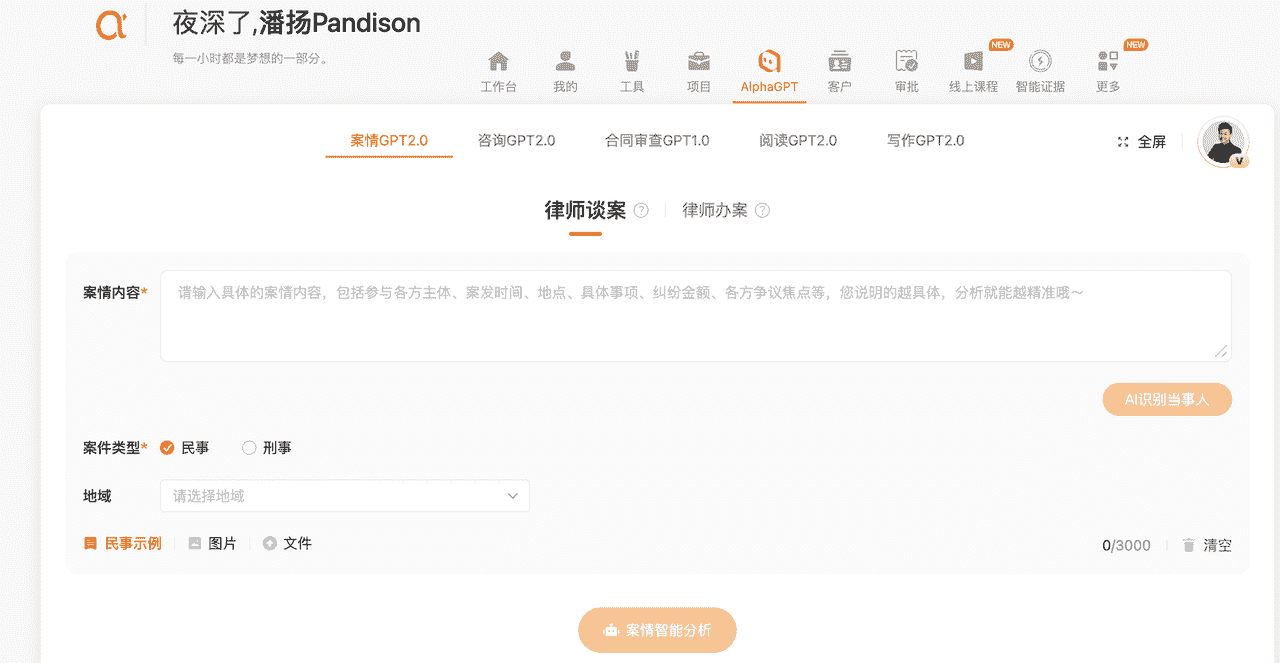 夜深了,潘扬Pandison
每一小时都是梦想的一部分。
工作台 我的 工具 项目 AlphaGPT 客户 审批 NEW 线上课程 智能证据 NEW 更多
案情GPT2.0 咨询GPT2.0 合同审查GPT1.0 阅读GPT2.0 写作GPT2.0 全屏
V
律师谈案 ? 律师办案 ?
案情内容* 请输入具体的案情内容，包括参与各方主体、案发时间、地点、具体事项、纠纷金额、各方争议焦点等，您说明的越具体，分析就能越精准哦～
AI识别当事人
案件类型* 民事 刑事
地域 请选择地域
民事示例 图片 文件 0/3000 清空
案情智能分析